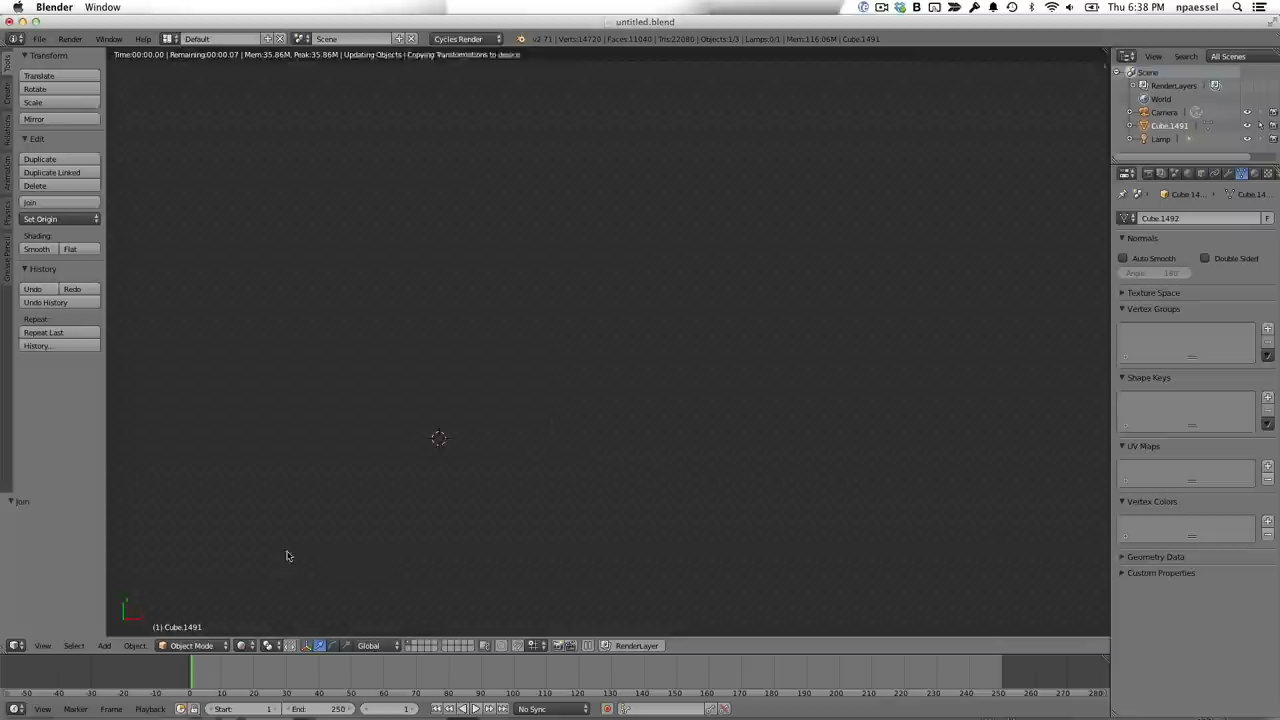 Blender Window Thu 6:38 PM npaessel
untitled.blend
File Render Window Help Default Scene Cycles Render v2.71 | Verts:14720 | Faces:11040 | Tris:22080 | Objects:1/3 | Lamps:0/1 | Mem:116.06M | Cube.1491
Time:00:00.00 | Remaining:00:00.07 | Mem:35.86M, Peak:35.86M | Updating Objects | Copying Transformations to device
View Search All Scenes
Scene
RenderLayers
World
Camera
Cube.1491
Lamp
Tools
Create
Relations
Animation
Physics
Grease Pencil
Transform
Translate
Rotate
Scale
Mirror
Edit
Duplicate
Duplicate Linked
Delete
Join
Set Origin
Shading:
Smooth Flat
History
Undo Redo
Undo History
Repeat:
Repeat Last
History...
Join
Cube.14... Cube.14...
Cube.1492 F
Normals
Auto Smooth Double Sided
Angle: 180°
Texture Space
Vertex Groups
Shape Keys
UV Maps
Vertex Colors
Geometry Data
Custom Properties
(1) Cube.1491
View Select Add Object Object Mode Global RenderLayer
-50 -40 -30 -20 -10 0 10 20 30 40 50 60 70 80 90 100 110 120 130 140 150 160 170 180 190 200 210 220 230 240 250 260 270 280
View Marker Frame Playback Start: 1 End: 250 1 No Sync